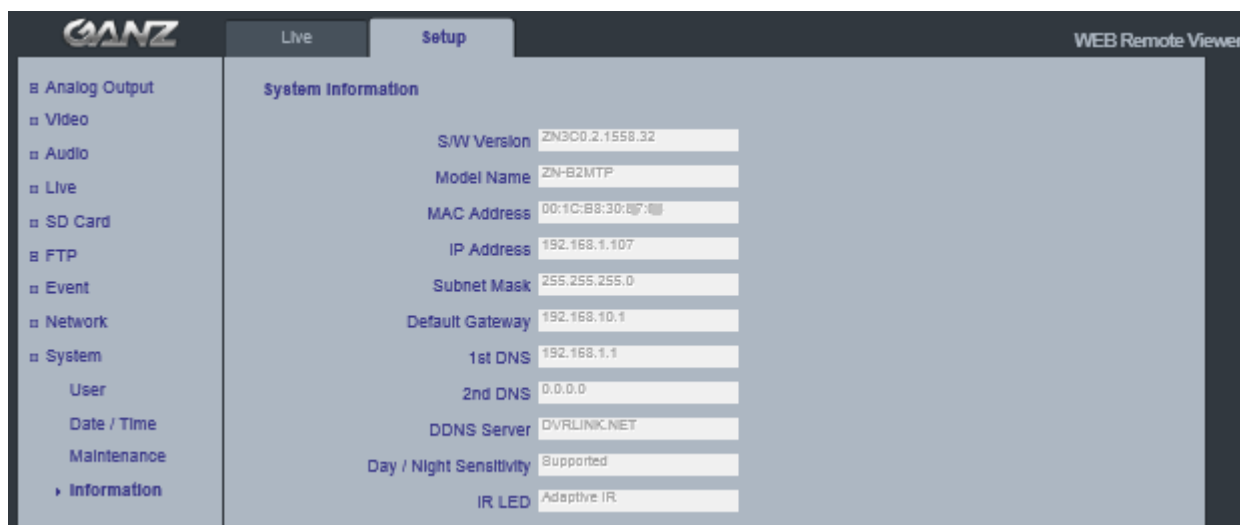 GANZ
Live
Setup
WEB Remote Viewer
Analog Output
Video
Audio
Live
SD Card
FTP
Event
Network
System
User
Date / Time
Maintenance
Information
System Information
S/W Version ZN3C0.2.1558.32
Model Name ZN-B2MTP
MAC Address 00:1C:B8:30:
IP Address 192.168.1.107
Subnet Mask 255.255.255.0
Default Gateway 192.168.10.1
1st DNS 192.168.1.1
2nd DNS 0.0.0.0
DDNS Server DVRLINK.NET
Day / Night Sensitivity Supported
IR LED Adaptive IR